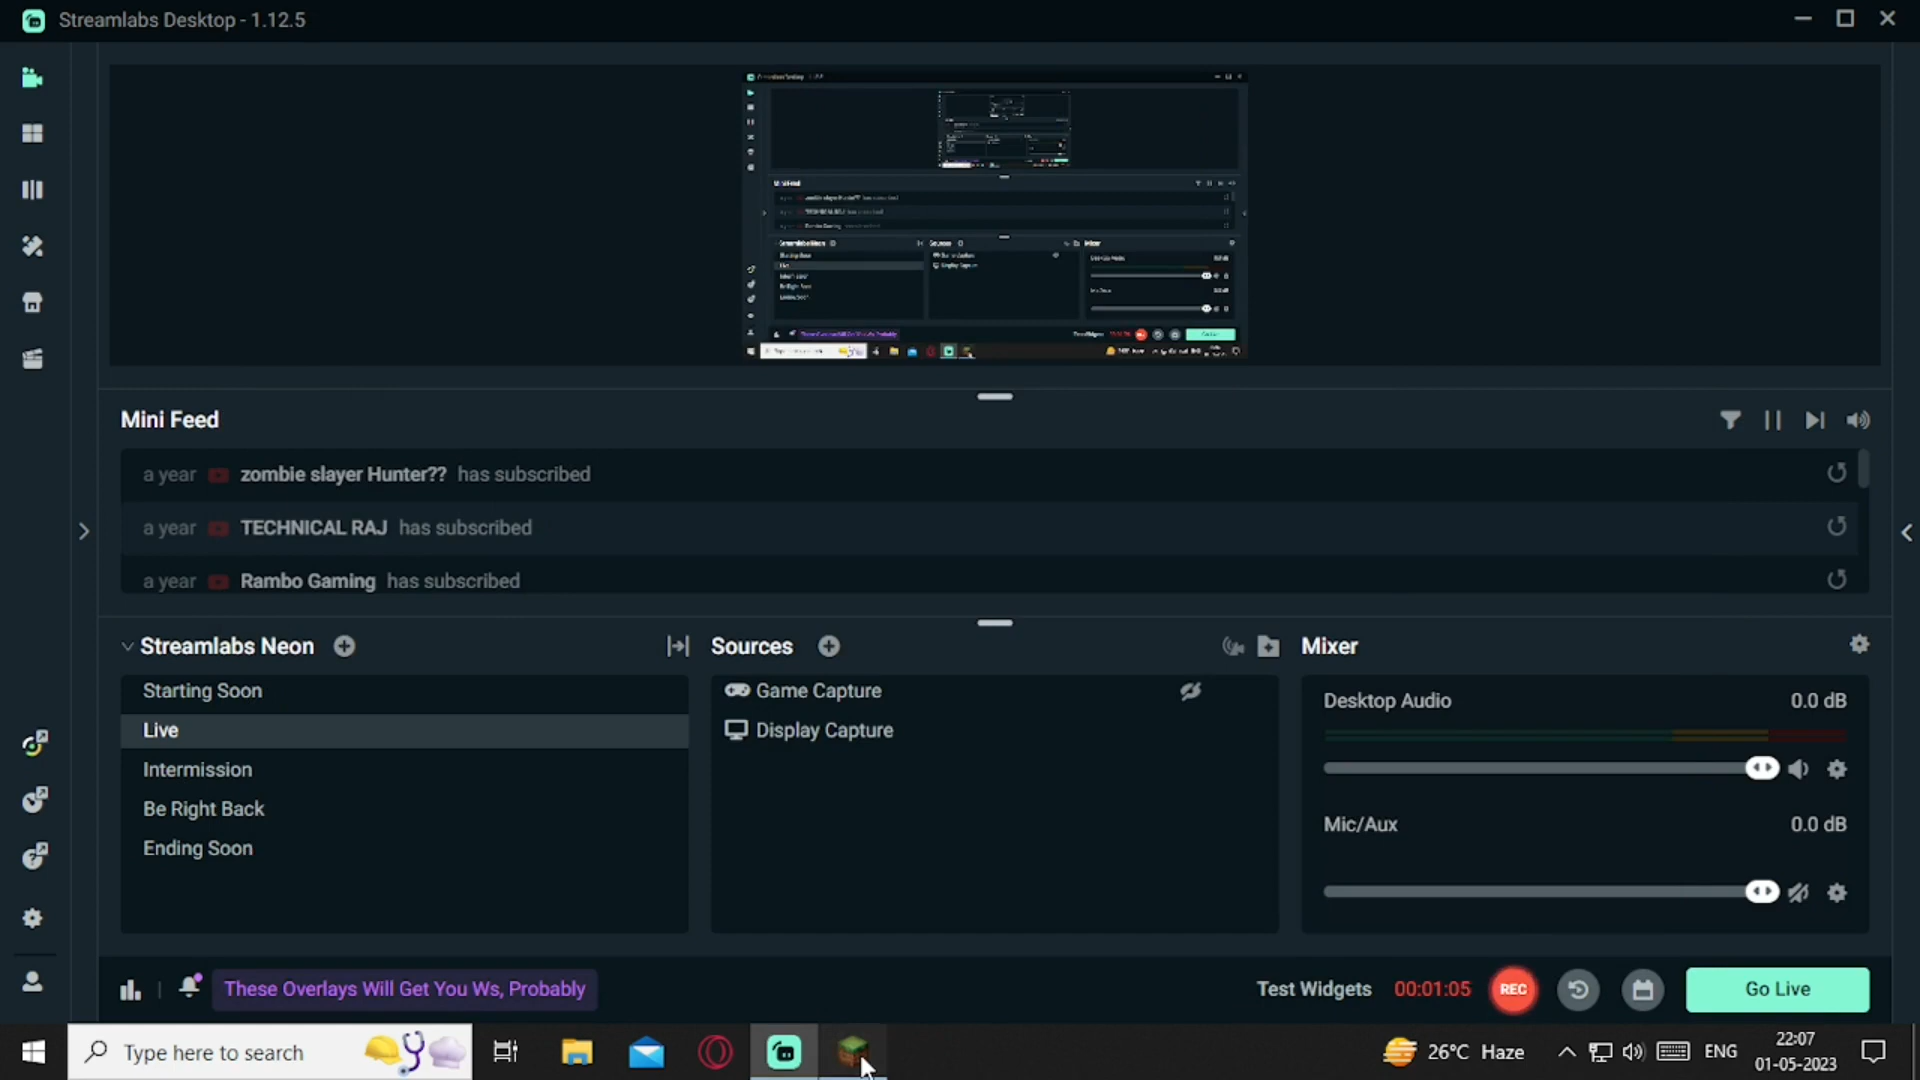 Streamlabs Desktop - 1.12.5
Mini Feed
a year zombie slayer Hunter?? has subscribed
a year TECHNICAL RAJ has subscribed
a year Rambo Gaming has subscribed
Streamlabs Neon
Starting Soon
Live
Intermission
Be Right Back
Ending Soon
Sources
Game Capture
Display Capture
Mixer
Desktop Audio 0.0 dB
Mic/Aux 0.0 dB
These Overlays Will Get You Ws, Probably
Test Widgets 00:01:05 REC Go Live
Type here to search
26°C Haze
ENG
22:07
01-05-2023